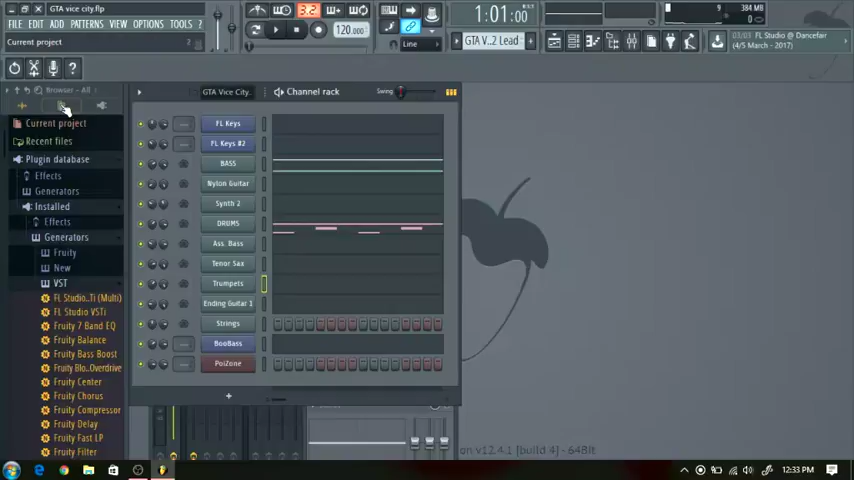 GTA vice city.flp
FILE EDIT ADD PATTERNS VIEW OPTIONS TOOLS ?
Current project
3.2
120.000
1:01:00
Line
GTA V..2 Lead
9
384 MB
0
FL Studio @ Dancefair
(4/5 March - 2017)
Browser - All
Current project
Recent files
Plugin database
Effects
Generators
Installed
Effects
Generators
Fruity
New
VST
FL Studio..Ti (Multi)
FL Studio VSTi
Fruity 7 Band EQ
Fruity Balance
Fruity Bass Boost
Fruity Blo..Overdrive
Fruity Center
Fruity Chorus
Fruity Compressor
Fruity Delay
Fruity Fast LP
Fruity Filter
GTA Vice City..
Channel rack
Swing
FL Keys
FL Keys #2
BASS
Nylon Guitar
Synth 2
DRUMS
Ass. Bass
Tenor Sax
Trumpets
Ending Guitar 1
Strings
BooBass
PoiZone
+
on v12.4.1 [build 4] - 64Bit
12:33 PM